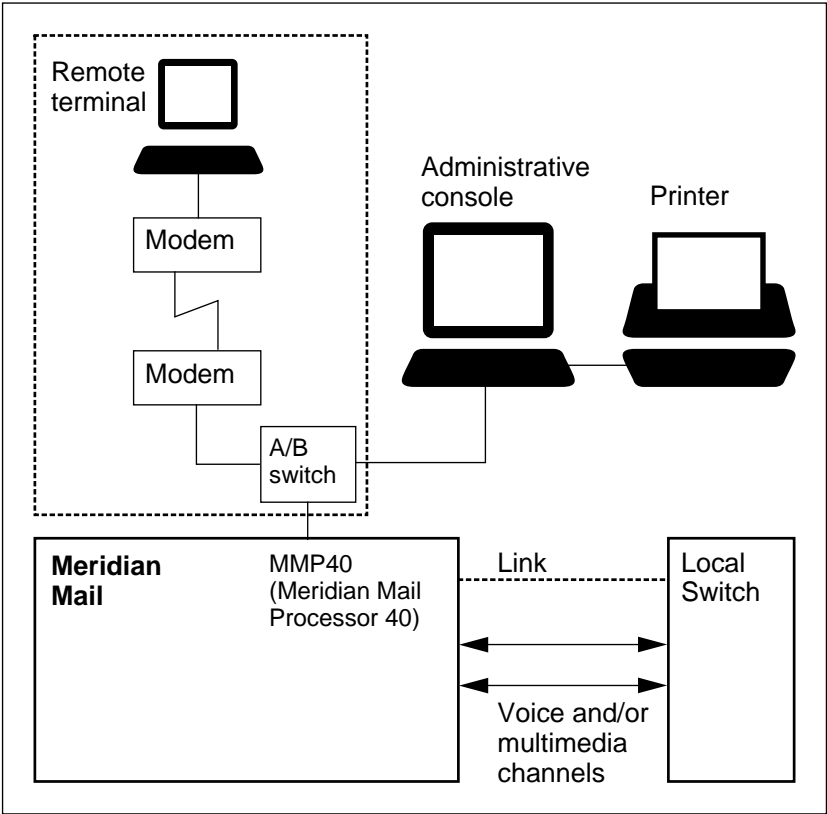 Remote
terminal
Administrative
console
Printer
Modem
Modem
A/B
switch
Meridian
Mail
MMP40
(Meridian Mail
Processor 40)
Link
Local
Switch
Voice and/or
multimedia
channels